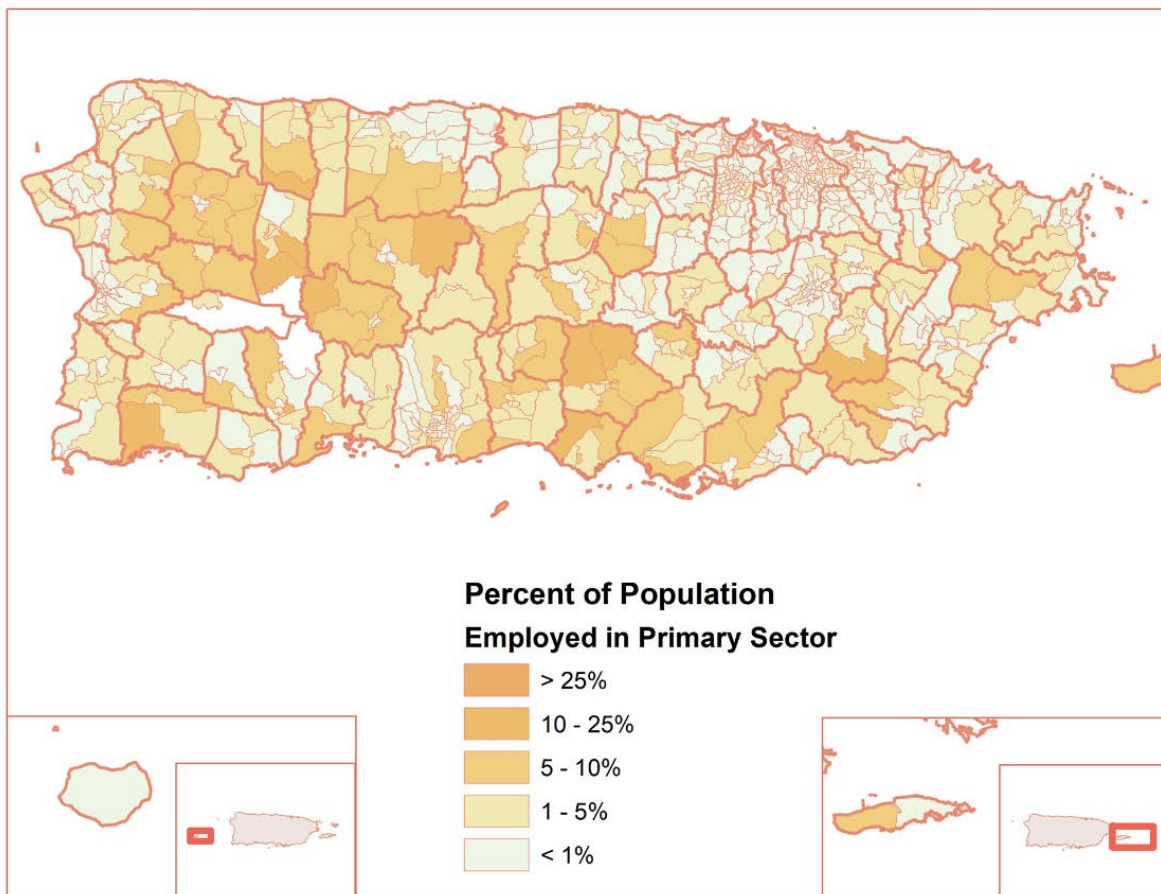 Percent of Population
Employed in Primary Sector
> 25%
10 - 25%
5 - 10%
1 - 5%
< 1%